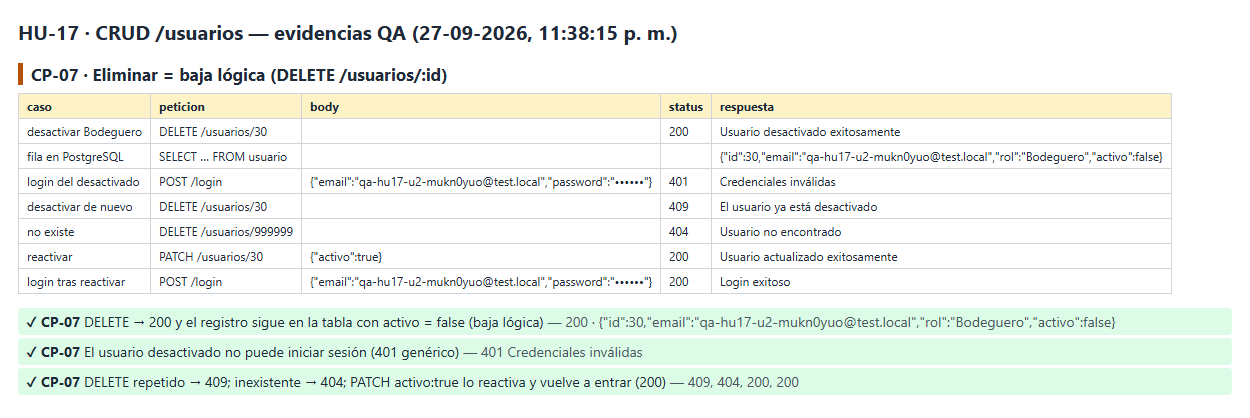 HU-17 · CRUD /usuarios — evidencias QA (27-09-2026, 11:38:15 p. m.)
CP-07 · Eliminar = baja lógica (DELETE /usuarios/:id)
caso peticion body status respuesta
desactivar Bodeguero DELETE /usuarios/30 200 Usuario desactivado exitosamente
fila en PostgreSQL SELECT ... FROM usuario {"id":30,"email":"qa-hu17-u2-mukn0yuo@test.local","rol":"Bodeguero","activo":false}
login del desactivado POST /login {"email":"qa-hu17-u2-mukn0yuo@test.local","password":"••••••"} 401 Credenciales inválidas
desactivar de nuevo DELETE /usuarios/30 409 El usuario ya está desactivado
no existe DELETE /usuarios/999999 404 Usuario no encontrado
reactivar PATCH /usuarios/30 {"activo":true} 200 Usuario actualizado exitosamente
login tras reactivar POST /login {"email":"qa-hu17-u2-mukn0yuo@test.local","password":"••••••"} 200 Login exitoso
✓ CP-07 DELETE → 200 y el registro sigue en la tabla con activo = false (baja lógica) — 200 · {"id":30,"email":"qa-hu17-u2-mukn0yuo@test.local","rol":"Bodeguero","activo":false}
✓ CP-07 El usuario desactivado no puede iniciar sesión (401 genérico) — 401 Credenciales inválidas
✓ CP-07 DELETE repetido → 409; inexistente → 404; PATCH activo:true lo reactiva y vuelve a entrar (200) — 409, 404, 200, 200